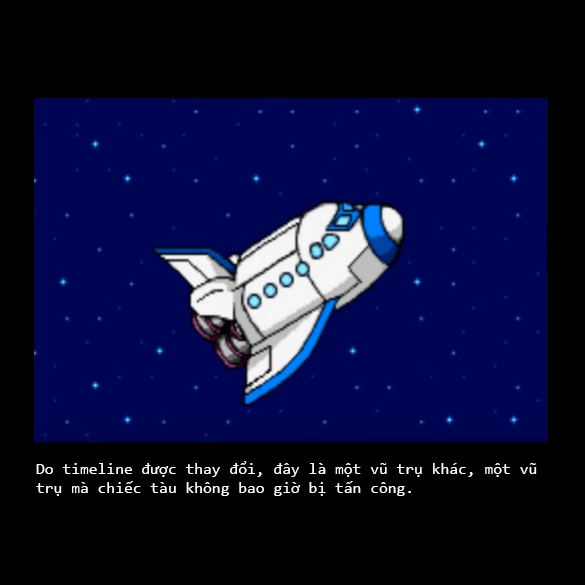 Do timeline được thay đổi, đây là một vũ trụ khác, một vũ
trụ mà chiếc tàu không bao giờ bị tấn công.